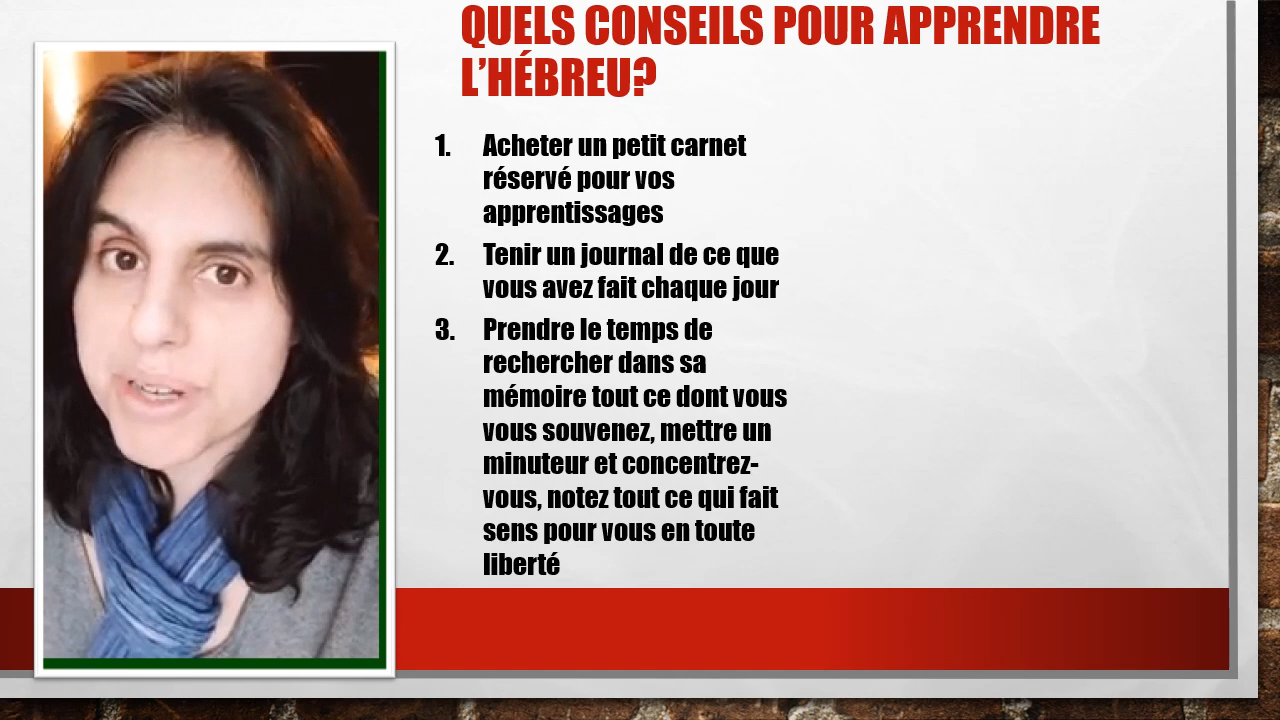 QUELS CONSEILS POUR APPRENDRE
L'HÉBREU?
1. Acheter un petit carnet
réservé pour vos
apprentissages
2. Tenir un journal de ce que
vous avez fait chaque jour
3. Prendre le temps de
rechercher dans sa
mémoire tout ce dont vous
vous souvenez, mettre un
minuteur et concentrez-
vous, notez tout ce qui fait
sens pour vous en toute
liberté